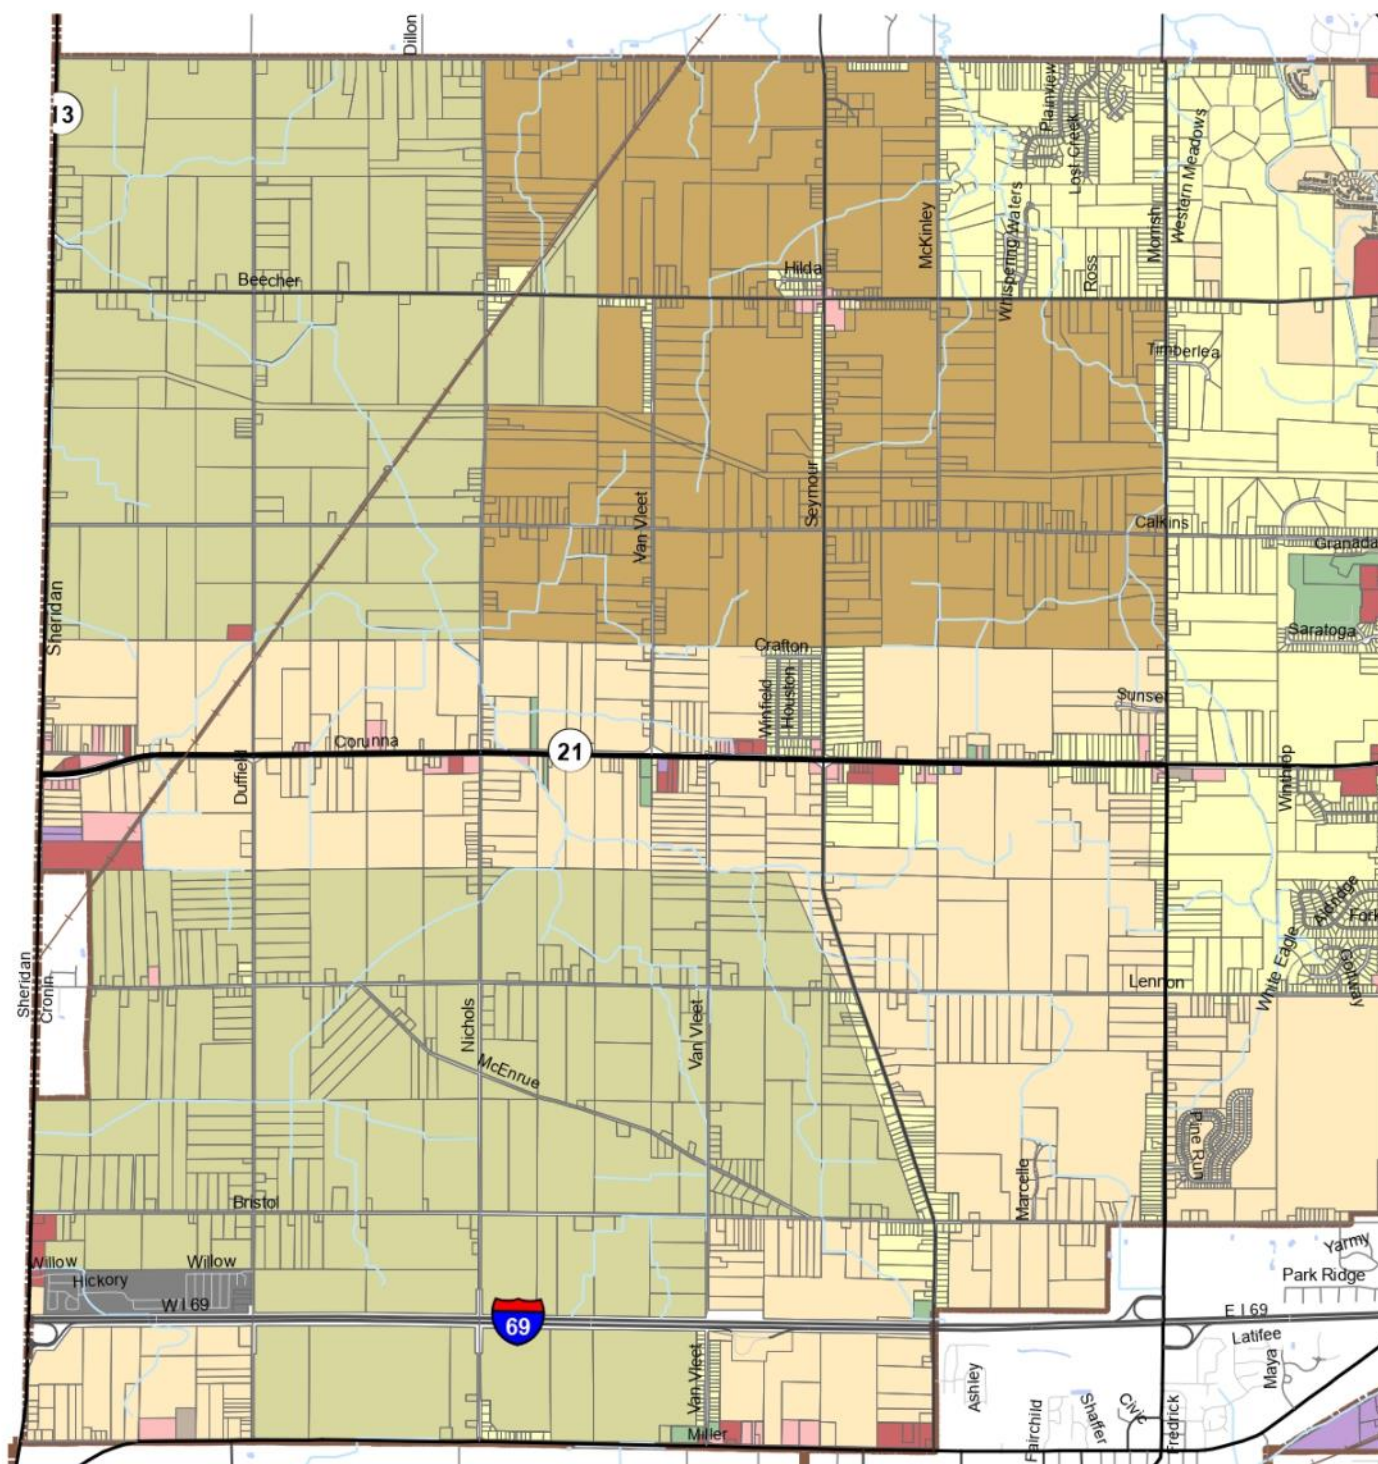 Dillon
13
Plainview
Lost Creek
Western Meadows
McKinley
Whispering Waters
Morrish
Hilda
Ross
Beecher
Timberlea
Seymour
Van Vleet
Calkins
Granada
Sheridan
Saratoga
Crafton
Winfield
Houston
Sunset
Corunna
21
Duffield
Winthrop
Aldridge
Fork
White Eagle
Gollway
Lennon
Sheridan
Cronin
Nichols
Van Vleet
McEnrue
Pine Run
Marcelle
Bristol
Willow
Willow
Hickory
W I 69
69
Yarmy
Park Ridge
E I 69
Latifee
Maya
Van Vleet
Ashley
Fairchild
Shaffer
Civic
Fredrick
Miller